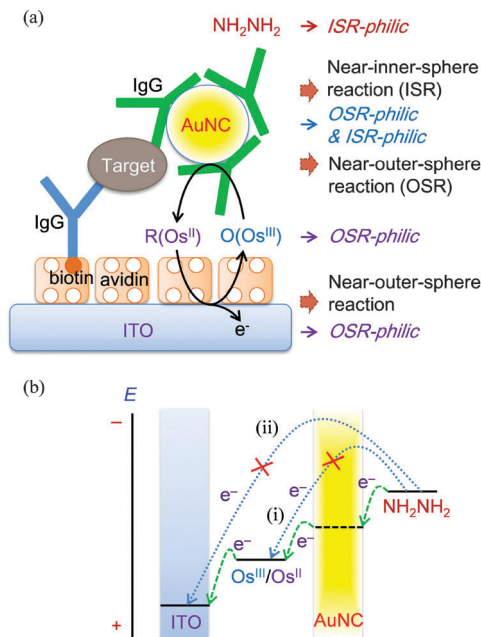 (a)
NH₂NH₂
ISR-philic
IgG
AuNC
Near-inner-sphere
reaction (ISR)
OSR-philic
& ISR-philic
Target
Near-outer-sphere
reaction (OSR)
IgG
R(Osᴵᴵ)
O(Osᴵᴵᴵ)
OSR-philic
biotin
avidin
Near-outer-sphere
reaction
ITO
e⁻
OSR-philic
(b)
E
−
(ii)
e⁻
e⁻
e⁻
NH₂NH₂
(i)
e⁻
e⁻
Osᴵᴵᴵ/Osᴵᴵ
+
ITO
AuNC